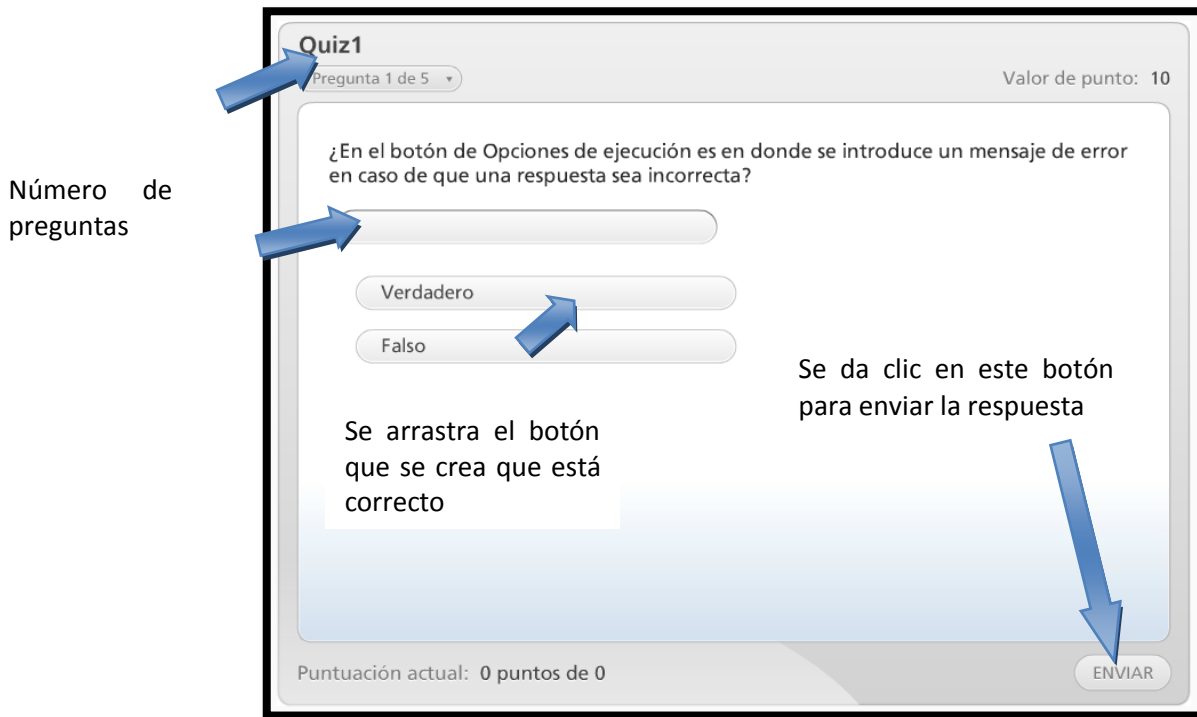 Quiz1
Pregunta 1 de 5
Valor de punto: 10
¿En el botón de Opciones de ejecución es en donde se introduce un mensaje de error
en caso de que una respuesta sea incorrecta?
Número de
preguntas
Verdadero
Falso
Se da clic en este botón
para enviar la respuesta
Se arrastra el botón
que se crea que está
correcto
Puntuación actual: 0 puntos de 0
ENVIAR